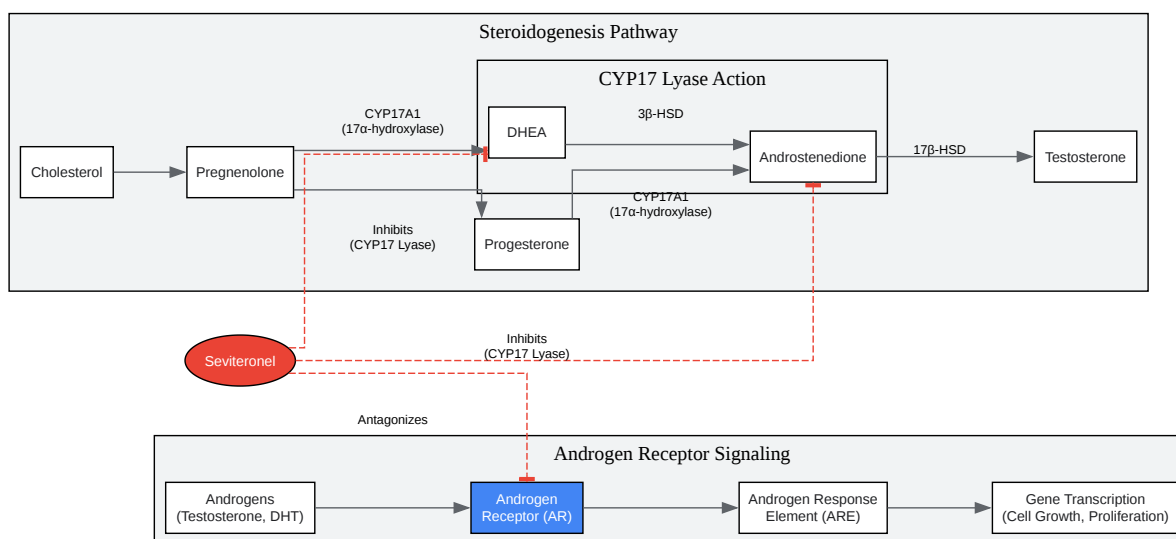 Steroidogenesis Pathway
CYP17 Lyase Action
CYP17A1
(17α-hydroxylase)
DHEA
3β-HSD
Cholesterol
Pregnenolone
Androstenedione
17β-HSD
Testosterone
CYP17A1
(17α-hydroxylase)
Inhibits
(CYP17 Lyase)
Progesterone
Seviteronel
Inhibits
(CYP17 Lyase)
Antagonizes
Androgen Receptor Signaling
Androgens
(Testosterone, DHT)
Androgen
Receptor (AR)
Androgen Response
Element (ARE)
Gene Transcription
(Cell Growth, Proliferation)